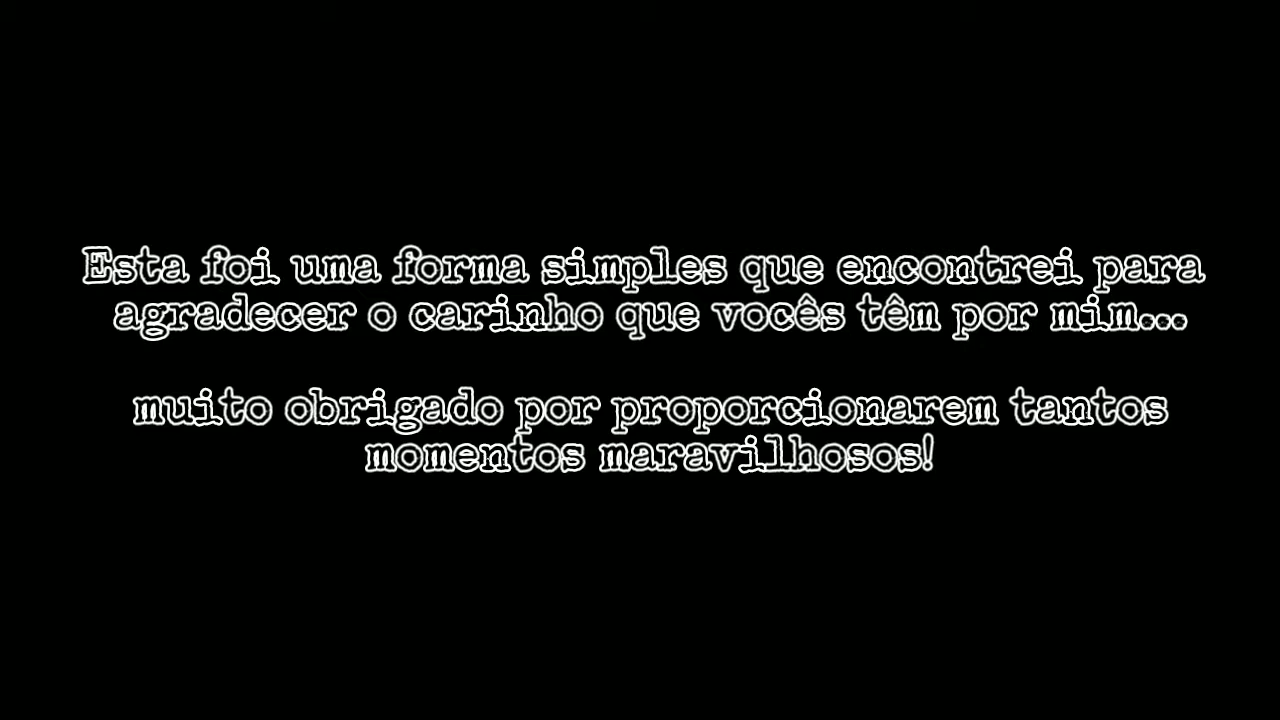 Esta foi uma forma simples que encontrei para
agradecer o carinho que vocês têm por mim...
muito obrigado por proporcionarem tantos
momentos maravilhosos!